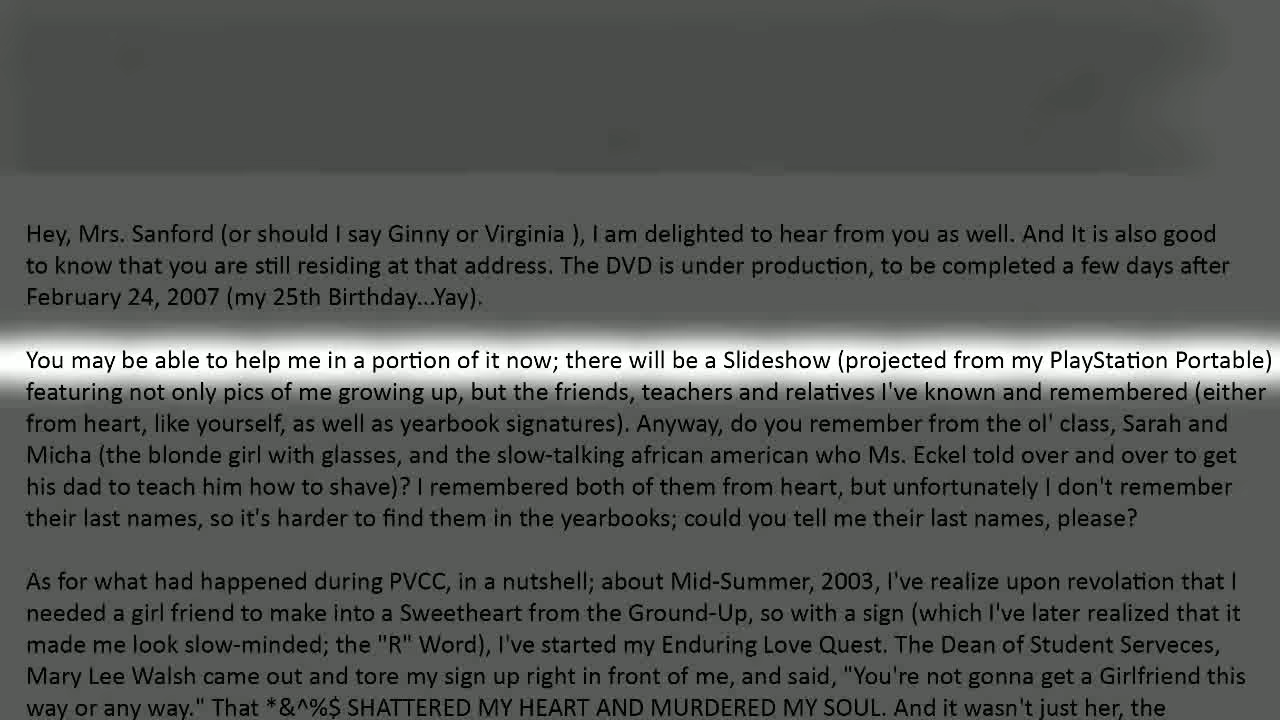 Hey, Mrs. Sanford (or should I say Ginny or Virginia ), I am delighted to hear from you as well. And It is also good
to know that you are still residing at that address. The DVD is under production, to be completed a few days after
February 24, 2007 (my 25th Birthday...Yay).
You may be able to help me in a portion of it now; there will be a Slideshow (projected from my PlayStation Portable)
featuring not only pics of me growing up, but the friends, teachers and relatives I've known and remembered (either
from heart, like yourself, as well as yearbook signatures). Anyway, do you remember from the ol' class, Sarah and
Micha (the blonde girl with glasses, and the slow-talking african american who Ms. Eckel told over and over to get
his dad to teach him how to shave)? I remembered both of them from heart, but unfortunately I don't remember
their last names, so it's harder to find them in the yearbooks; could you tell me their last names, please?
As for what had happened during PVCC, in a nutshell; about Mid-Summer, 2003, I've realize upon revolation that I
needed a girl friend to make into a Sweetheart from the Ground-Up, so with a sign (which I've later realized that it
made me look slow-minded; the "R" Word), I've started my Enduring Love Quest. The Dean of Student Serveces,
Mary Lee Walsh came out and tore my sign up right in front of me, and said, "You're not gonna get a Girlfriend this
way or any way." That *&^%$ SHATTERED MY HEART AND MURDERED MY SOUL. And it wasn't just her, the